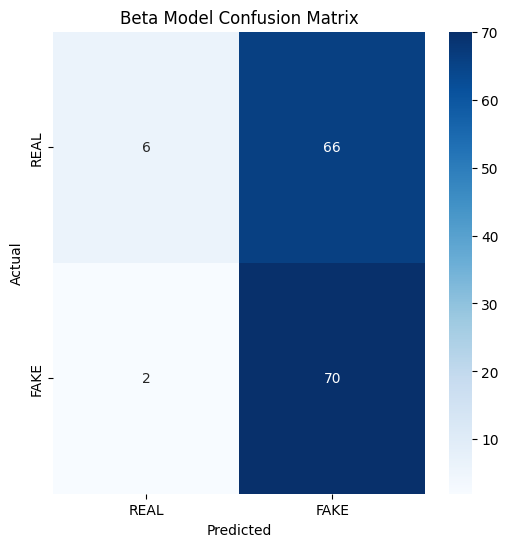 Beta Model Confusion Matrix
Actual
REAL
6
66
FAKE
2
70
REAL
FAKE
Predicted
70
60
50
40
30
20
10